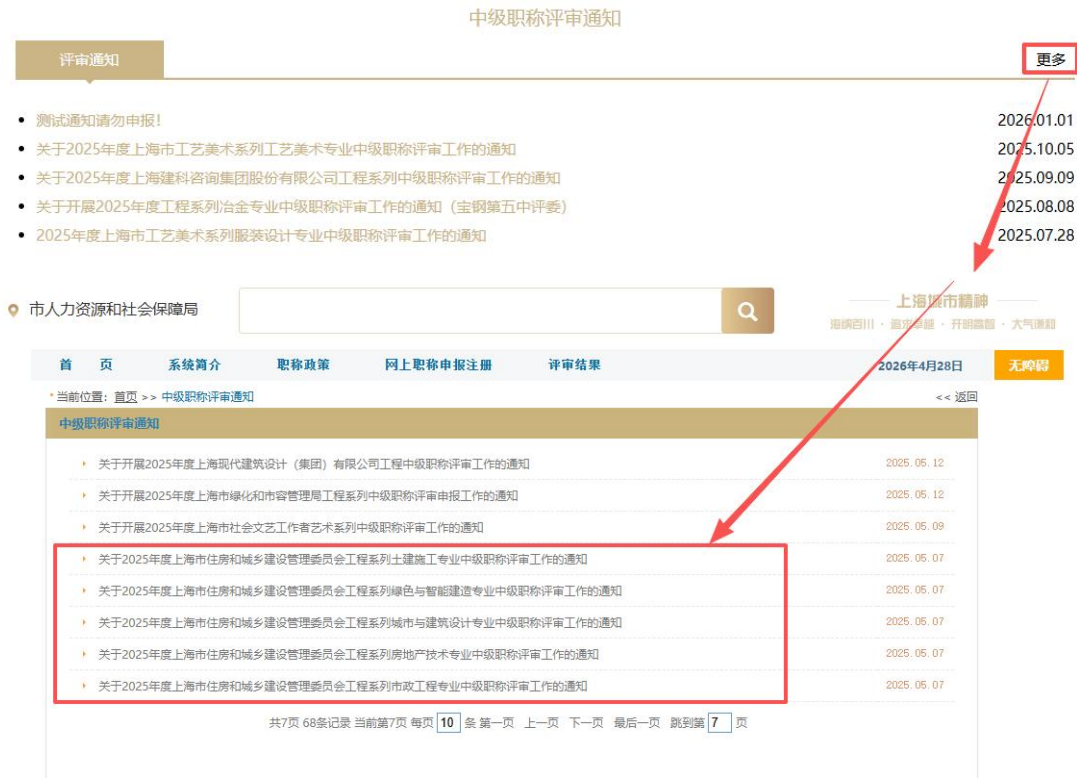 中级职称评审通知
评审通知
更多
测试通知请勿申报！ 2026.01.01
关于2025年度上海市工艺美术系列工艺美术专业中级职称评审工作的通知 2025.10.05
关于2025年度上海建科咨询集团股份有限公司工程系列中级职称评审工作的通知 2025.09.09
关于开展2025年度工程系列冶金专业中级职称评审工作的通知（宝钢第五中评委） 2025.08.08
2025年度上海市工艺美术系列服装设计专业中级职称评审工作的通知 2025.07.28
市人力资源和社会保障局
上海城市精神
海纳百川 · 追求卓越 · 开明睿智 · 大气谦和
首 页 系统简介 职称政策 网上职称申报注册 评审结果 2026年4月28日 无障碍
当前位置：首页 >> 中级职称评审通知 << 返回
中级职称评审通知
关于开展2025年度上海现代建筑设计（集团）有限公司工程中级职称评审工作的通知 2025.05.12
关于开展2025年度上海市绿化和市容管理局工程系列中级职称评审申报工作的通知 2025.05.12
关于开展2025年度上海市社会文艺工作者艺术系列中级职称评审工作的通知 2025.05.09
关于2025年度上海市住房和城乡建设管理委员会工程系列土建施工专业中级职称评审工作的通知 2025.05.07
关于2025年度上海市住房和城乡建设管理委员会工程系列绿色与智能建造专业中级职称评审工作的通知 2025.05.07
关于2025年度上海市住房和城乡建设管理委员会工程系列城市与建筑设计专业中级职称评审工作的通知 2025.05.07
关于2025年度上海市住房和城乡建设管理委员会工程系列房地产技术专业中级职称评审工作的通知 2025.05.07
关于2025年度上海市住房和城乡建设管理委员会工程系列市政工程专业中级职称评审工作的通知 2025.05.07
共7页 68条记录 当前第7页 每页 10 条 第一页 上一页 下一页 最后一页 跳到第 7 页